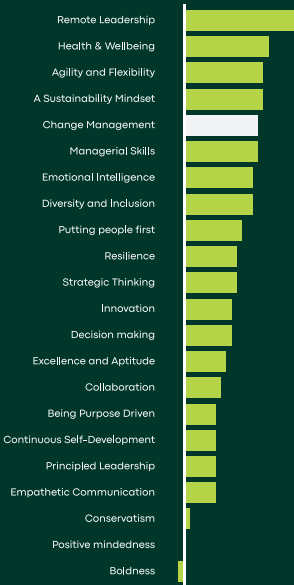 Remote Leadership
Health & Wellbeing
Agility and Flexibility
A Sustainability Mindset
Change Management
Managerial Skills
Emotional Intelligence
Diversity and Inclusion
Putting people first
Resilience
Strategic Thinking
Innovation
Decision making
Excellence and Aptitude
Collaboration
Being Purpose Driven
Continuous Self-Development
Principled Leadership
Empathetic Communication
Conservatism
Positive mindedness
Boldness